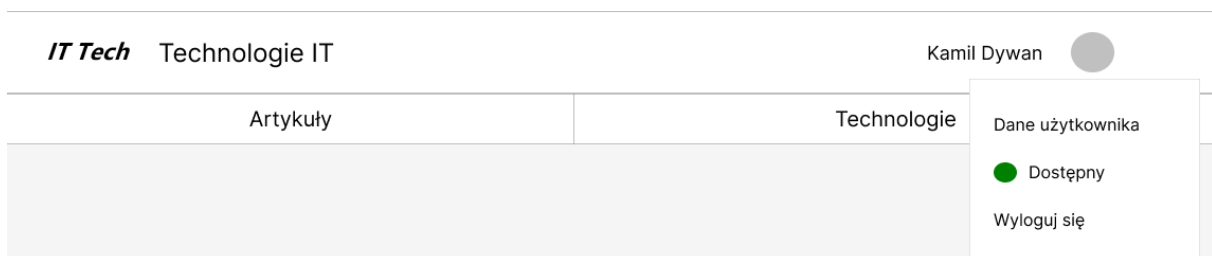 IT Tech Technologie IT Kamil Dywan
Artykuły Technologie
Dane użytkownika
Dostępny
Wyloguj się